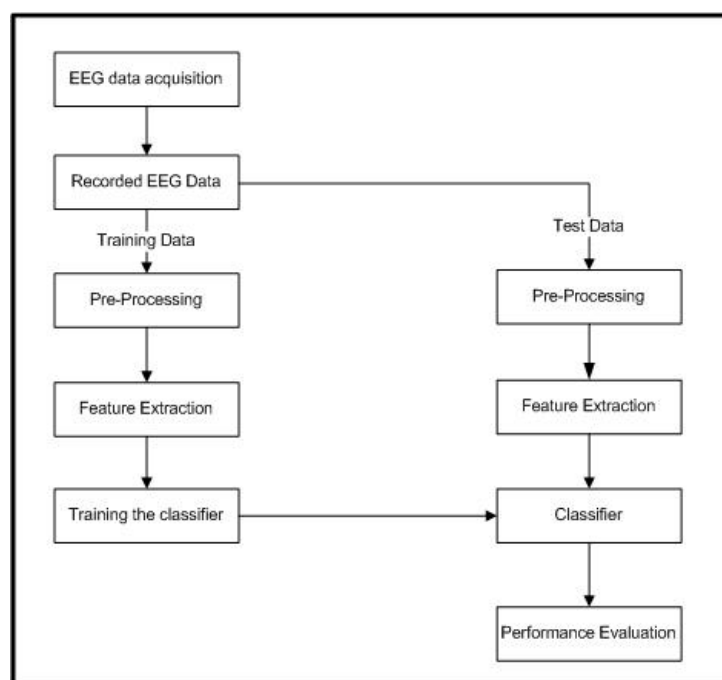 EEG data acquisition
Recorded EEG Data
Training Data
Test Data
Pre-Processing
Pre-Processing
Feature Extraction
Feature Extraction
Training the classifier
Classifier
Performance Evaluation